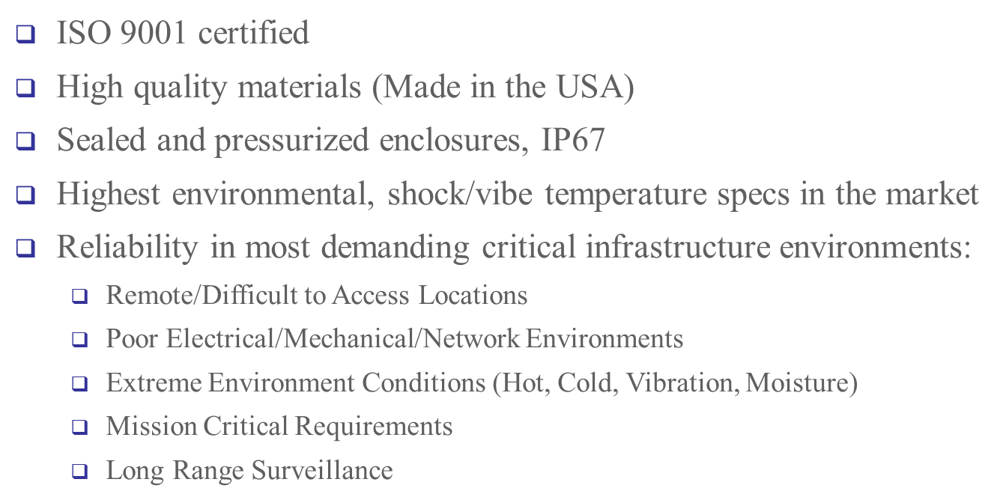 ISO 9001 certified
High quality materials (Made in the USA)
Sealed and pressurized enclosures, IP67
Highest environmental, shock/vibe temperature specs in the market
Reliability in most demanding critical infrastructure environments:
Remote/Difficult to Access Locations
Poor Electrical/Mechanical/Network Environments
Extreme Environment Conditions (Hot, Cold, Vibration, Moisture)
Mission Critical Requirements
Long Range Surveillance